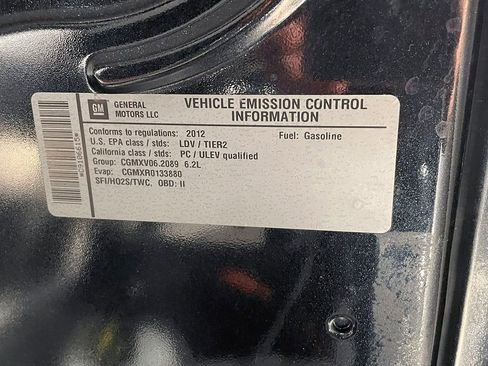 GM
GENERAL MOTORS LLC
VEHICLE EMISSION CONTROL INFORMATION
Conforms to regulations: 2012 Fuel: Gasoline
U.S. EPA class / stds: LDV / TIER2
California class / stds: PC / ULEV qualified
Group: CGMXV06.2089 6.2L
Evap: CGMXR0133880
SFI/HO2S/TWC, OBD: II